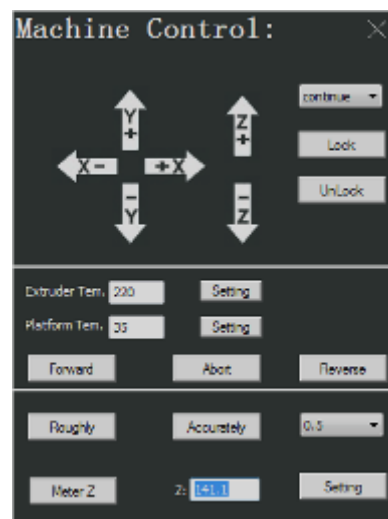 Machine Control:
continue
Y+
Z+
Lock
X- +X
UnLock
-Y
-Z
Extruder Tem. 220 Setting
Platform Tem. 35 Setting
Forward Abort Reverse
Roughly Accurately 0.5
Meter Z Z: 141.1 Setting